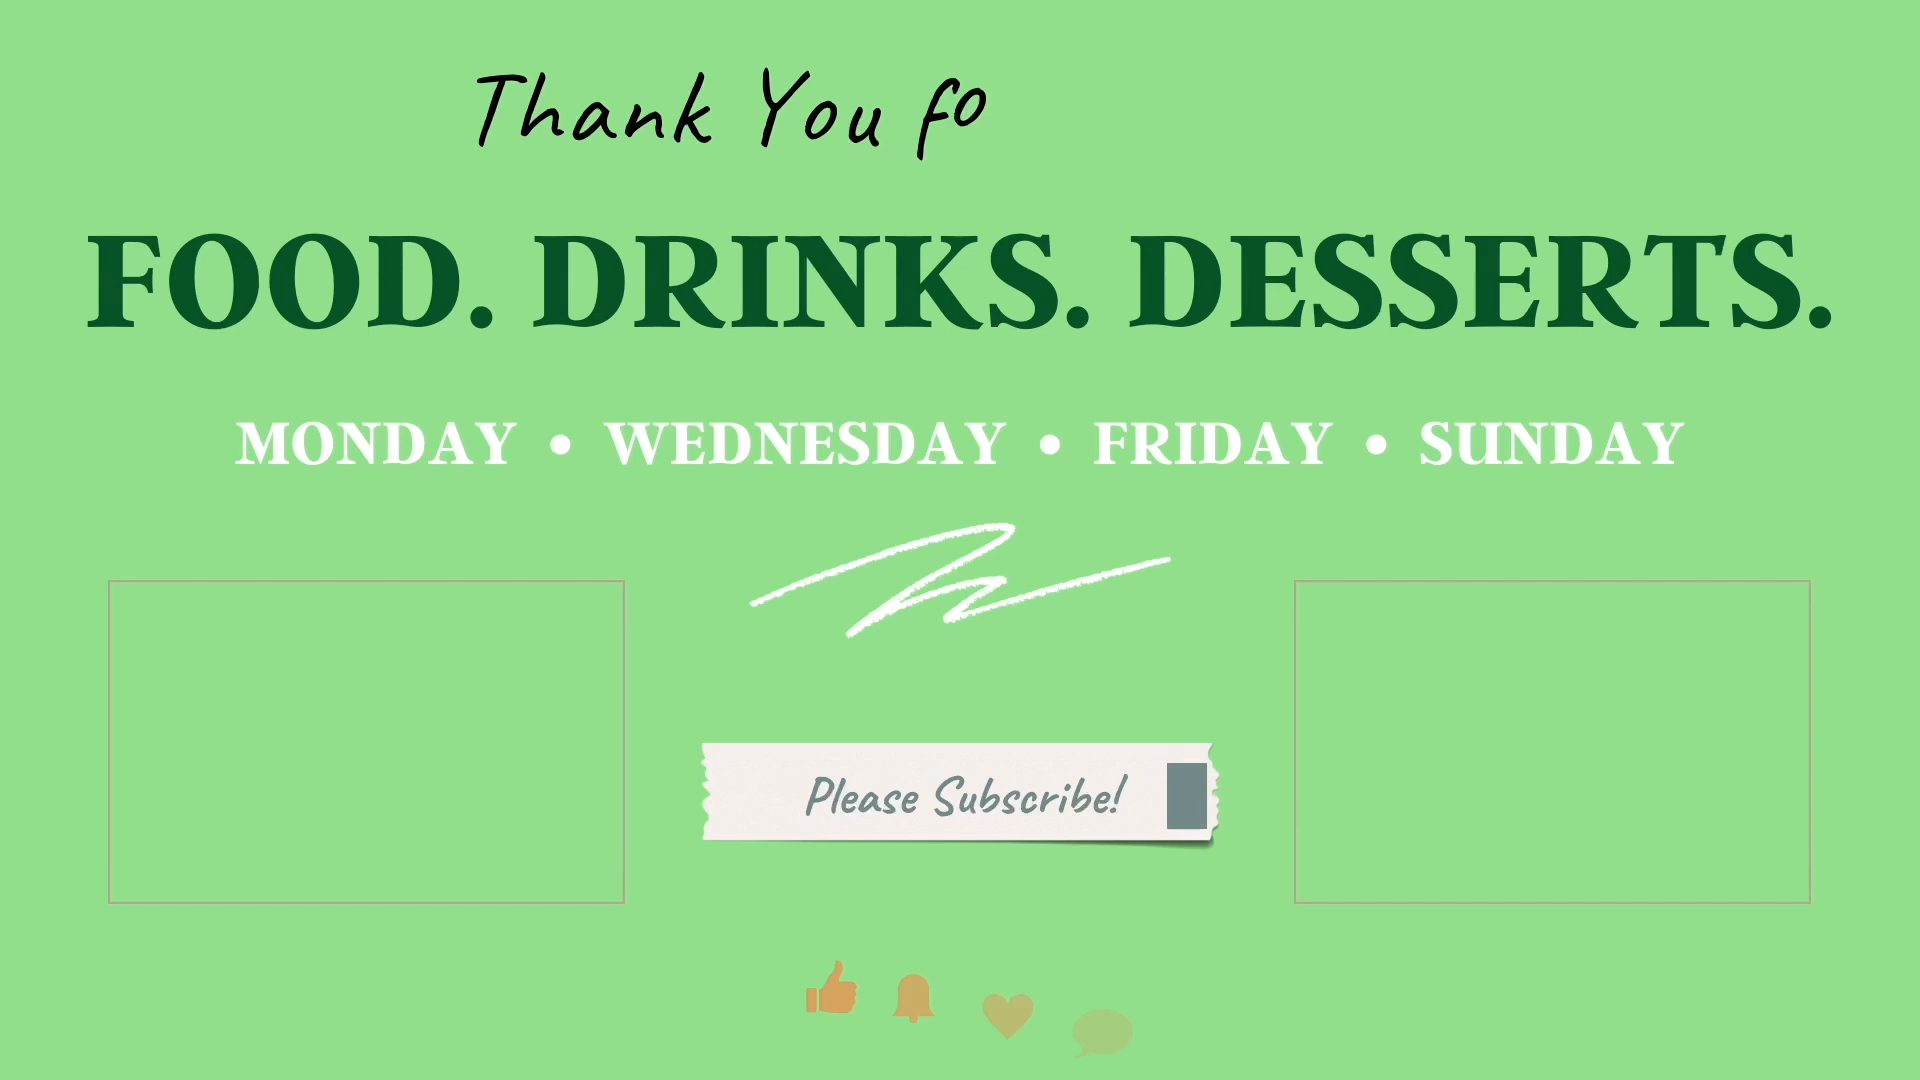 Thank You fo
FOOD. DRINKS. DESSERTS.
MONDAY • WEDNESDAY • FRIDAY • SUNDAY
Please Subscribe!